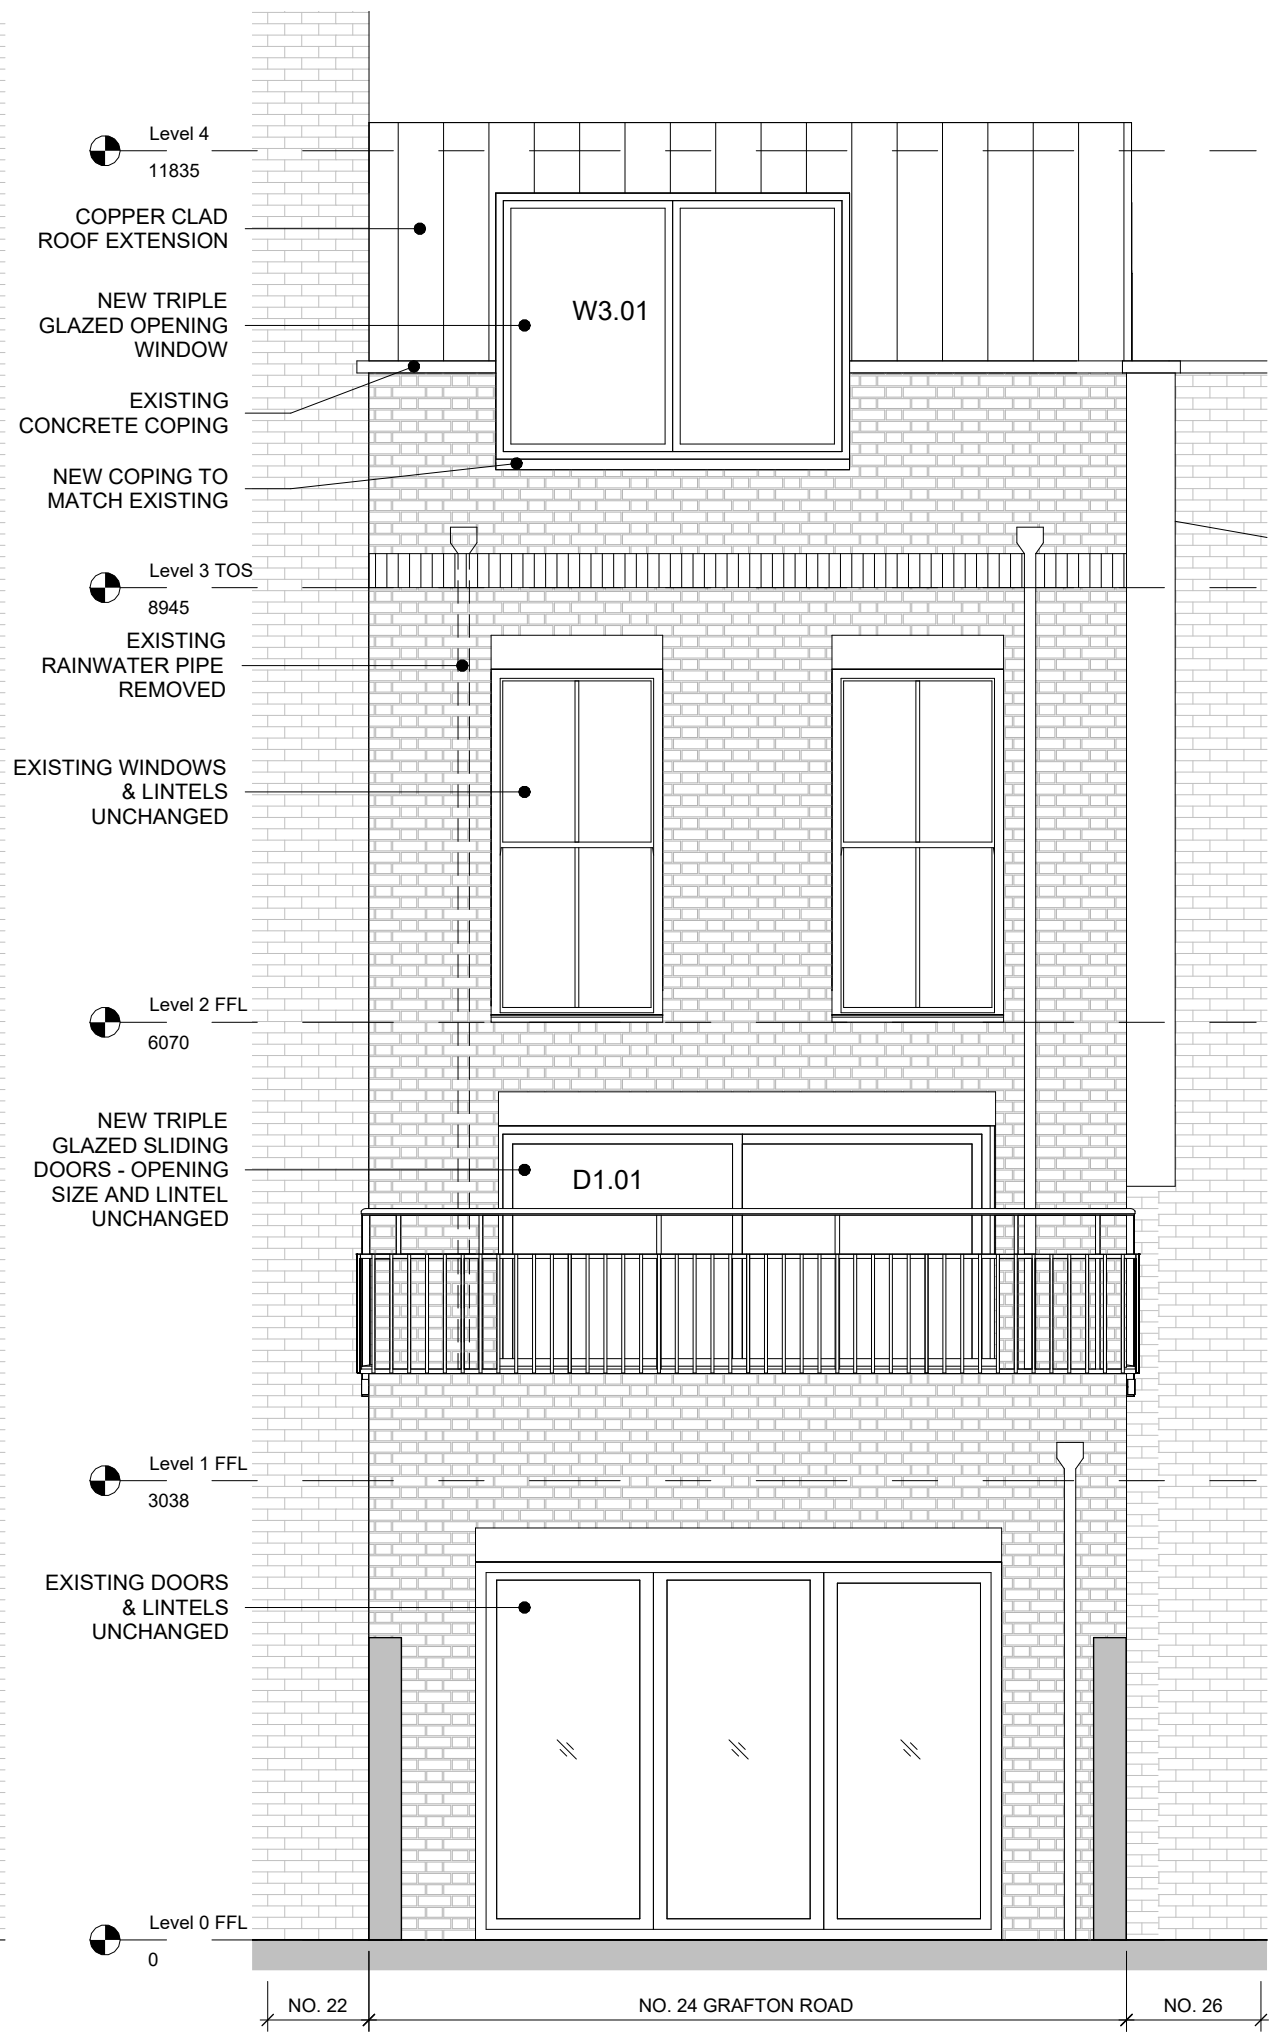 Level 4
11835
COPPER CLAD
ROOF EXTENSION
NEW TRIPLE
GLAZED OPENING
WINDOW
W3.01
EXISTING
CONCRETE COPING
NEW COPING TO
MATCH EXISTING
Level 3 TOS
8945
EXISTING
RAINWATER PIPE
REMOVED
EXISTING WINDOWS
& LINTELS
UNCHANGED
Level 2 FFL
6070
NEW TRIPLE
GLAZED SLIDING
DOORS - OPENING
SIZE AND LINTEL
UNCHANGED
D1.01
Level 1 FFL
3038
EXISTING DOORS
& LINTELS
UNCHANGED
Level 0 FFL
0
NO. 22
NO. 24 GRAFTON ROAD
NO. 26